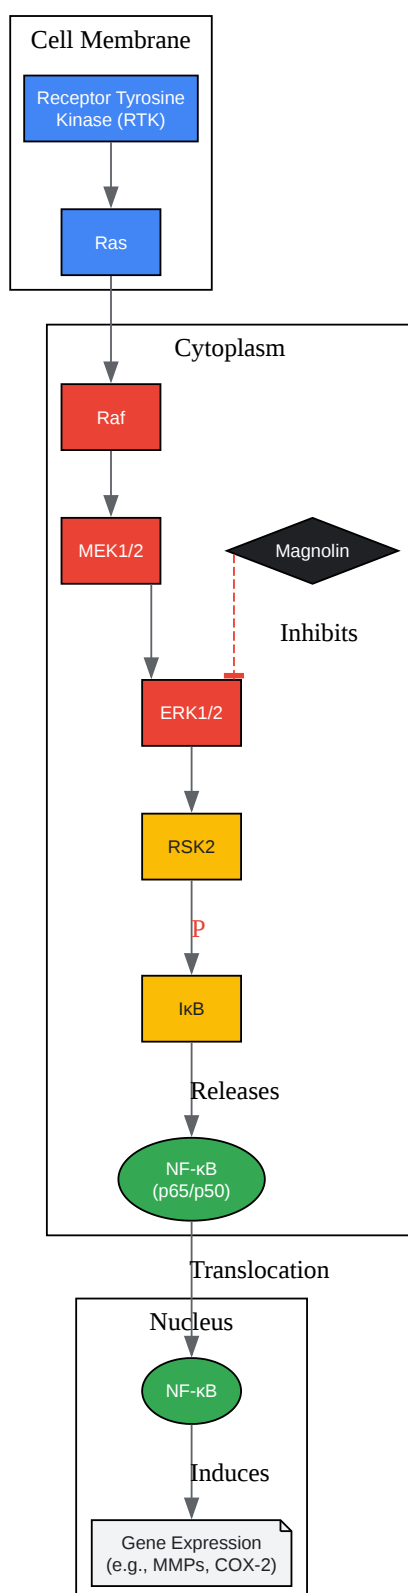 Cell Membrane
Receptor Tyrosine
Kinase (RTK)
Ras
Cytoplasm
Raf
MEK1/2
Magnolin
Inhibits
ERK1/2
RSK2
P
IκB
Releases
NF-κB
(p65/p50)
Translocation
Nucleus
NF-κB
Induces
Gene Expression
(e.g., MMPs, COX-2)